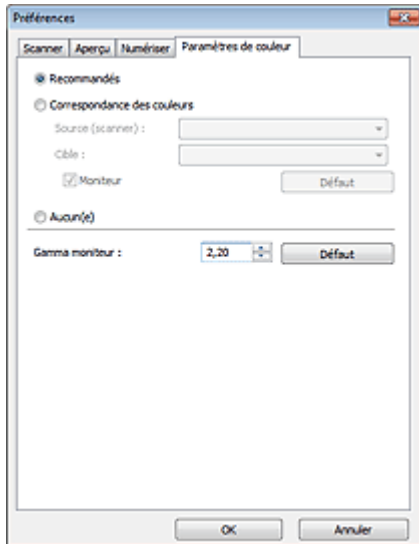 Préférences
Scanner Aperçu Numériser Paramètres de couleur
Recommandés
Correspondance des couleurs
Source (scanner) :
Cible :
Moniteur Défaut
Aucun(e)
Gamma moniteur : 2,20 Défaut
OK Annuler